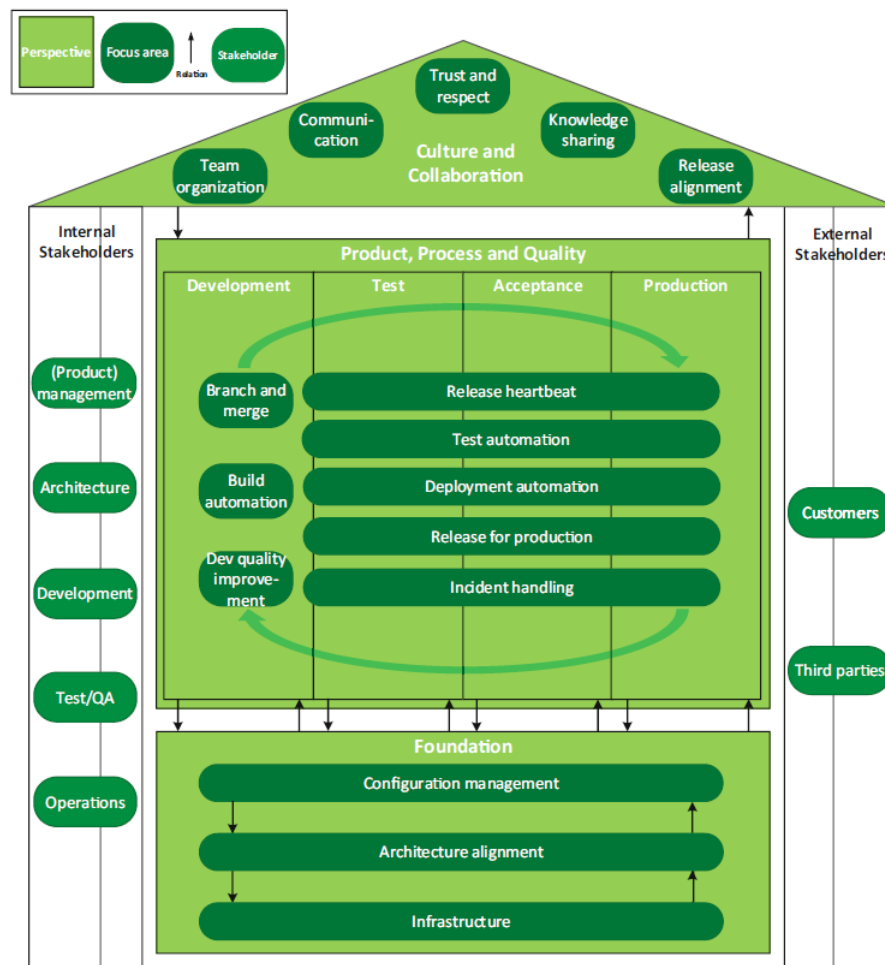 Perspective
Focus area
Relation
Stakeholder
Trust and
respect
Communi-
cation
Knowledge
sharing
Culture and
Collaboration
Team
organization
Release
alignment
Internal
Stakeholders
External
Stakeholders
Product, Process and Quality
Development
Test
Acceptance
Production
(Product)
management
Branch and
merge
Release heartbeat
Test automation
Architecture
Build
automation
Deployment automation
Customers
Release for production
Development
Dev quality
improve-
ment
Incident handling
Third parties
Test/QA
Foundation
Operations
Configuration management
Architecture alignment
Infrastructure